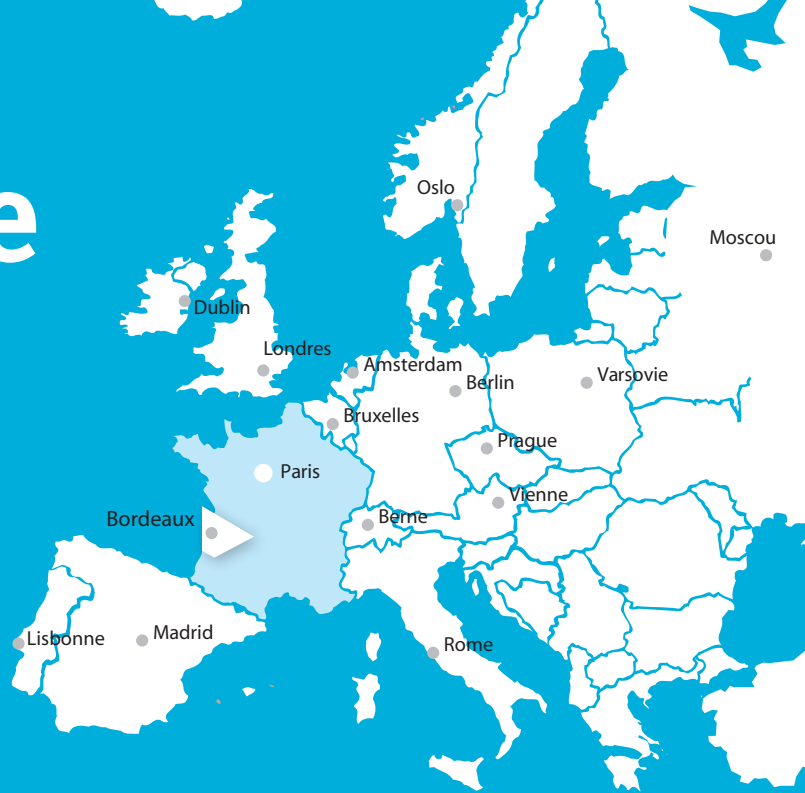 e
Oslo
Moscou
Dublin
Londres
Amsterdam
Varsovie
Berlin
Bruxelles
Prague
Paris
Vienne
Bordeaux
Berne
Lisbonne
Madrid
Rome